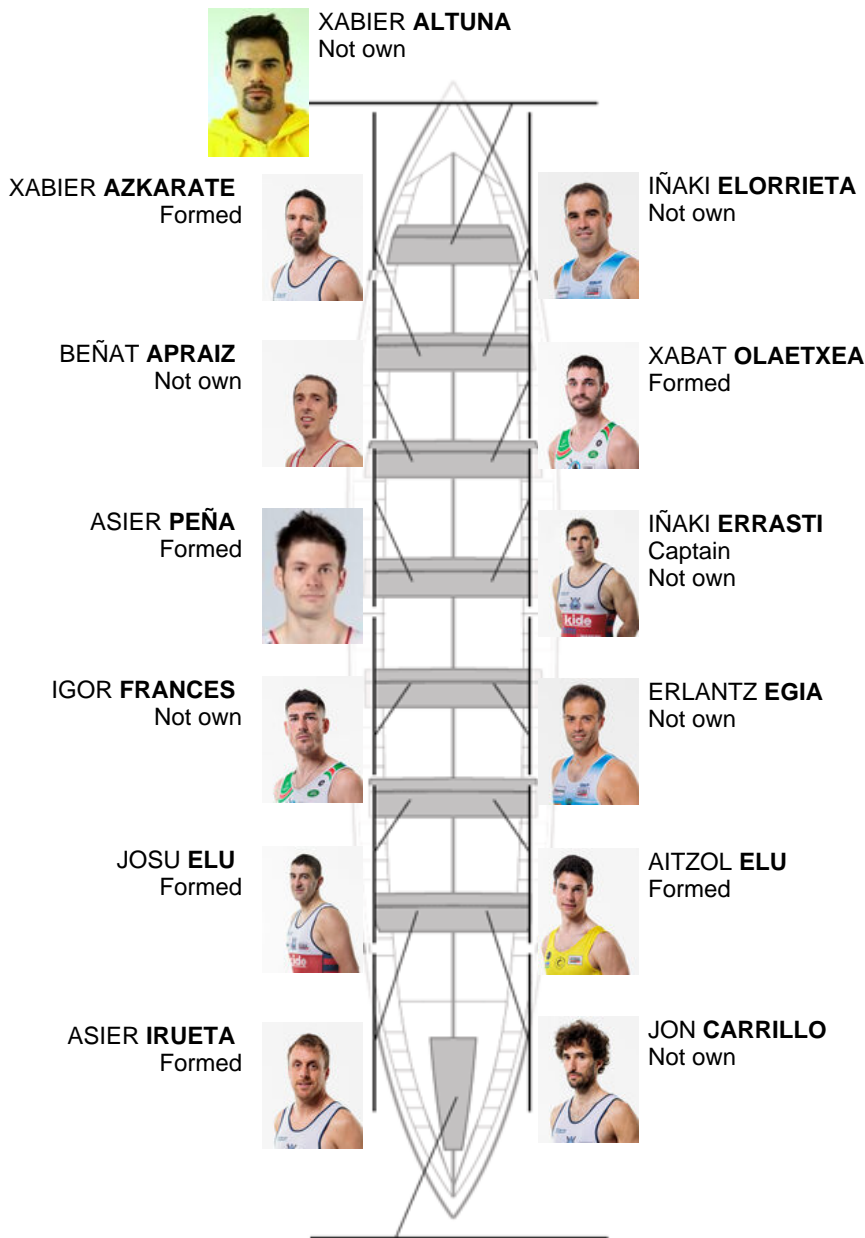 XABIER ALTUNA
Not own
XABIER AZKARATE
Formed
IÑAKI ELORRIETA
Not own
BEÑAT APRAIZ
Not own
XABAT OLAETXEA
Formed
ASIER PEÑA
Formed
IÑAKI ERRASTI
Captain
Not own
kide
IGOR FRANCES
Not own
ERLANTZ EGIA
Not own
JOSU ELU
Formed
AITZOL ELU
Formed
ASIER IRUETA
Formed
JON CARRILLO
Not own